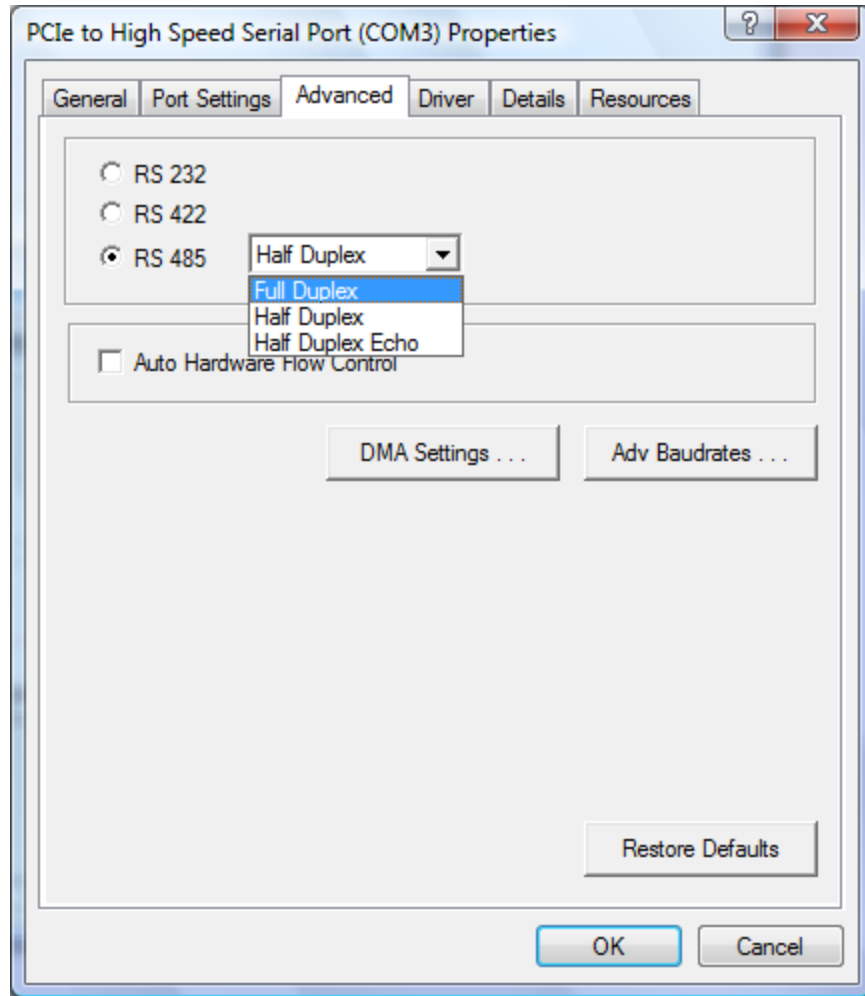 PCIe to High Speed Serial Port (COM3) Properties
?
X
General Port Settings Advanced Driver Details Resources
RS 232
RS 422
RS 485 Half Duplex
Full Duplex
Half Duplex
Half Duplex Echo
Auto Hardware Flow Control
DMA Settings . . . Adv Baudrates . . .
Restore Defaults
OK Cancel